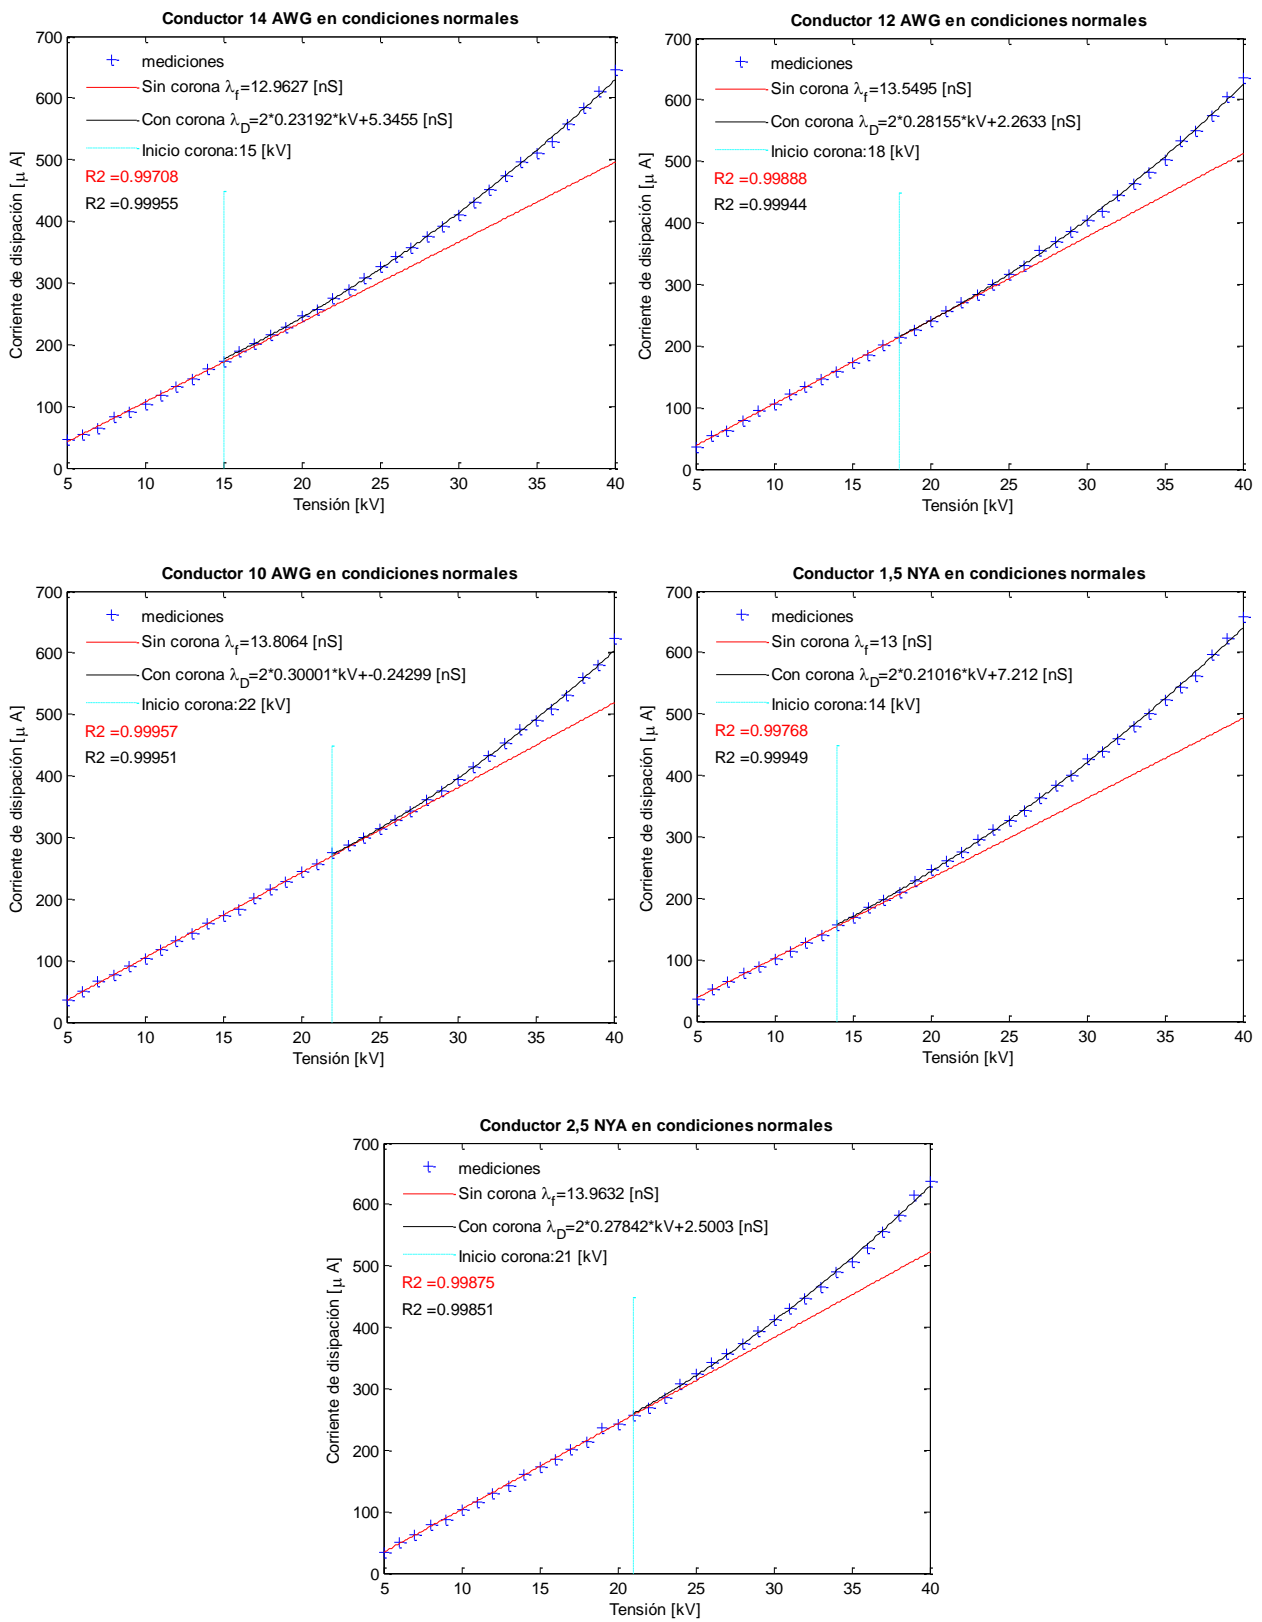 Conductor 14 AWG en condiciones normales
700
600
500
400
300
200
100
0
Corriente de disipación [μ A]
mediciones
Sin corona λf=12.9627 [nS]
Con corona λD=2*0.23192*kV+5.3455 [nS]
Inicio corona:15 [kV]
R2 =0.99708
R2 =0.99955
5 10 15 20 25 30 35 40
Tensión [kV]
Conductor 12 AWG en condiciones normales
700
600
500
400
300
200
100
0
Corriente de disipación [μ A]
mediciones
Sin corona λf=13.5495 [nS]
Con corona λD=2*0.28155*kV+2.2633 [nS]
Inicio corona:18 [kV]
R2 =0.99888
R2 =0.99944
5 10 15 20 25 30 35 40
Tensión [kV]
Conductor 10 AWG en condiciones normales
700
600
500
400
300
200
100
0
Corriente de disipación [μ A]
mediciones
Sin corona λf=13.8064 [nS]
Con corona λD=2*0.30001*kV+-0.24299 [nS]
Inicio corona:22 [kV]
R2 =0.99957
R2 =0.99951
5 10 15 20 25 30 35 40
Tensión [kV]
Conductor 1,5 NYA en condiciones normales
700
600
500
400
300
200
100
0
Corriente de disipación [μ A]
mediciones
Sin corona λf=13 [nS]
Con corona λD=2*0.21016*kV+7.212 [nS]
Inicio corona:14 [kV]
R2 =0.99768
R2 =0.99949
5 10 15 20 25 30 35 40
Tensión [kV]
Conductor 2,5 NYA en condiciones normales
700
600
500
400
300
200
100
0
Corriente de disipación [μ A]
mediciones
Sin corona λf=13.9632 [nS]
Con corona λD=2*0.27842*kV+2.5003 [nS]
Inicio corona:21 [kV]
R2 =0.99875
R2 =0.99851
5 10 15 20 25 30 35 40
Tensión [kV]